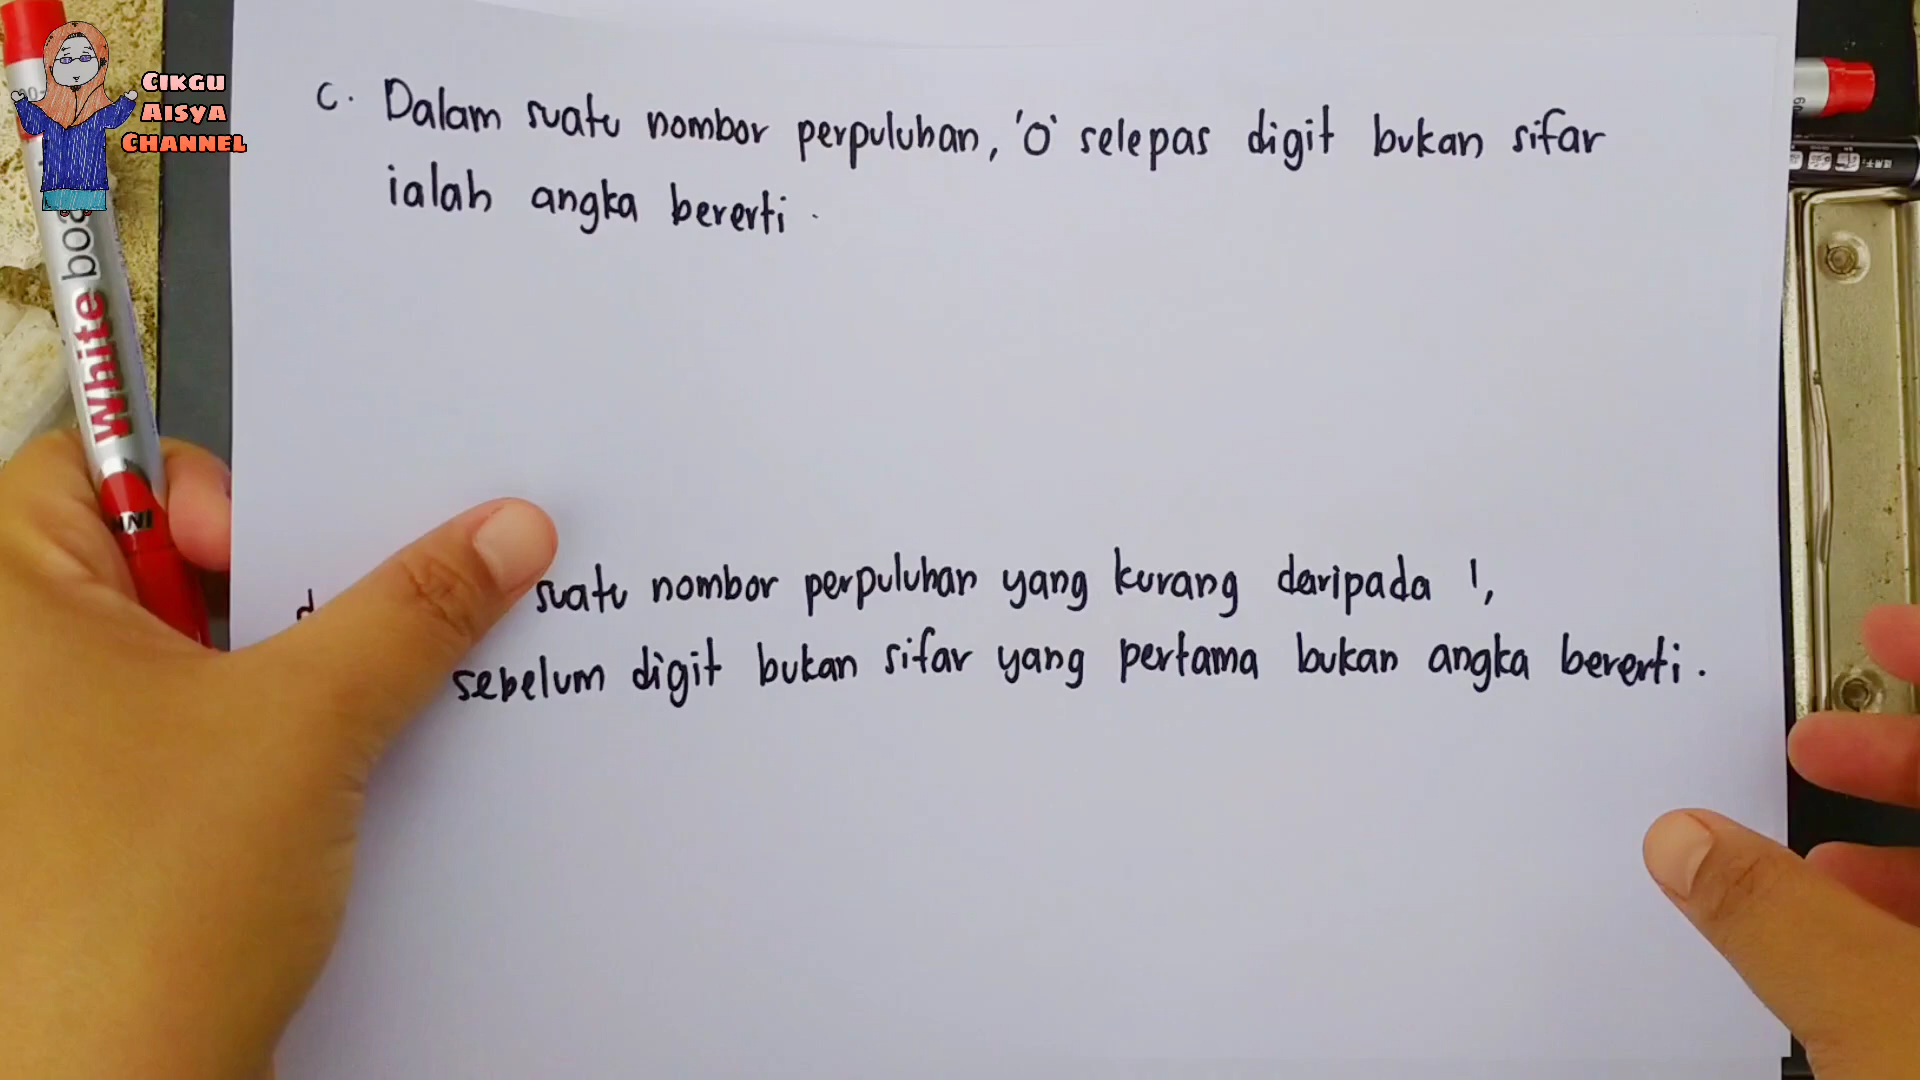 CIKGU
AISYA
CHANNEL
c. Dalam suatu nombor perpuluhan, '0' selepas digit bukan sifar
ialah angka bererti.
d suatu nombor perpuluhan yang kurang daripada 1,
sebelum digit bukan sifar yang pertama bukan angka bererti.
White boa